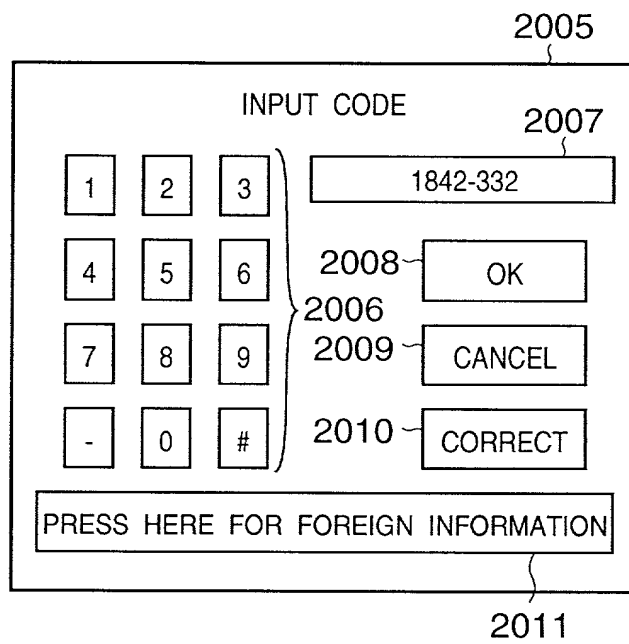 2005
INPUT CODE
2007
1 2 3
1842-332
4 5 6
2008
OK
2006
7 8 9
2009
CANCEL
- 0 #
2010
CORRECT
PRESS HERE FOR FOREIGN INFORMATION
2011